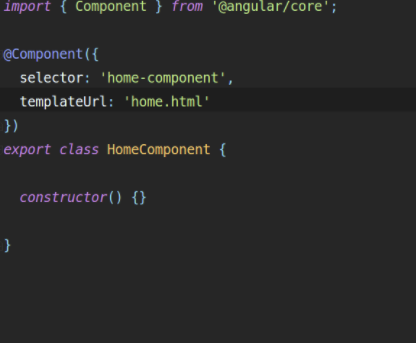 import { Component } from '@angular/core';
@Component({
selector: 'home-component',
templateUrl: 'home.html'
})
export class HomeComponent {
constructor() {}
}